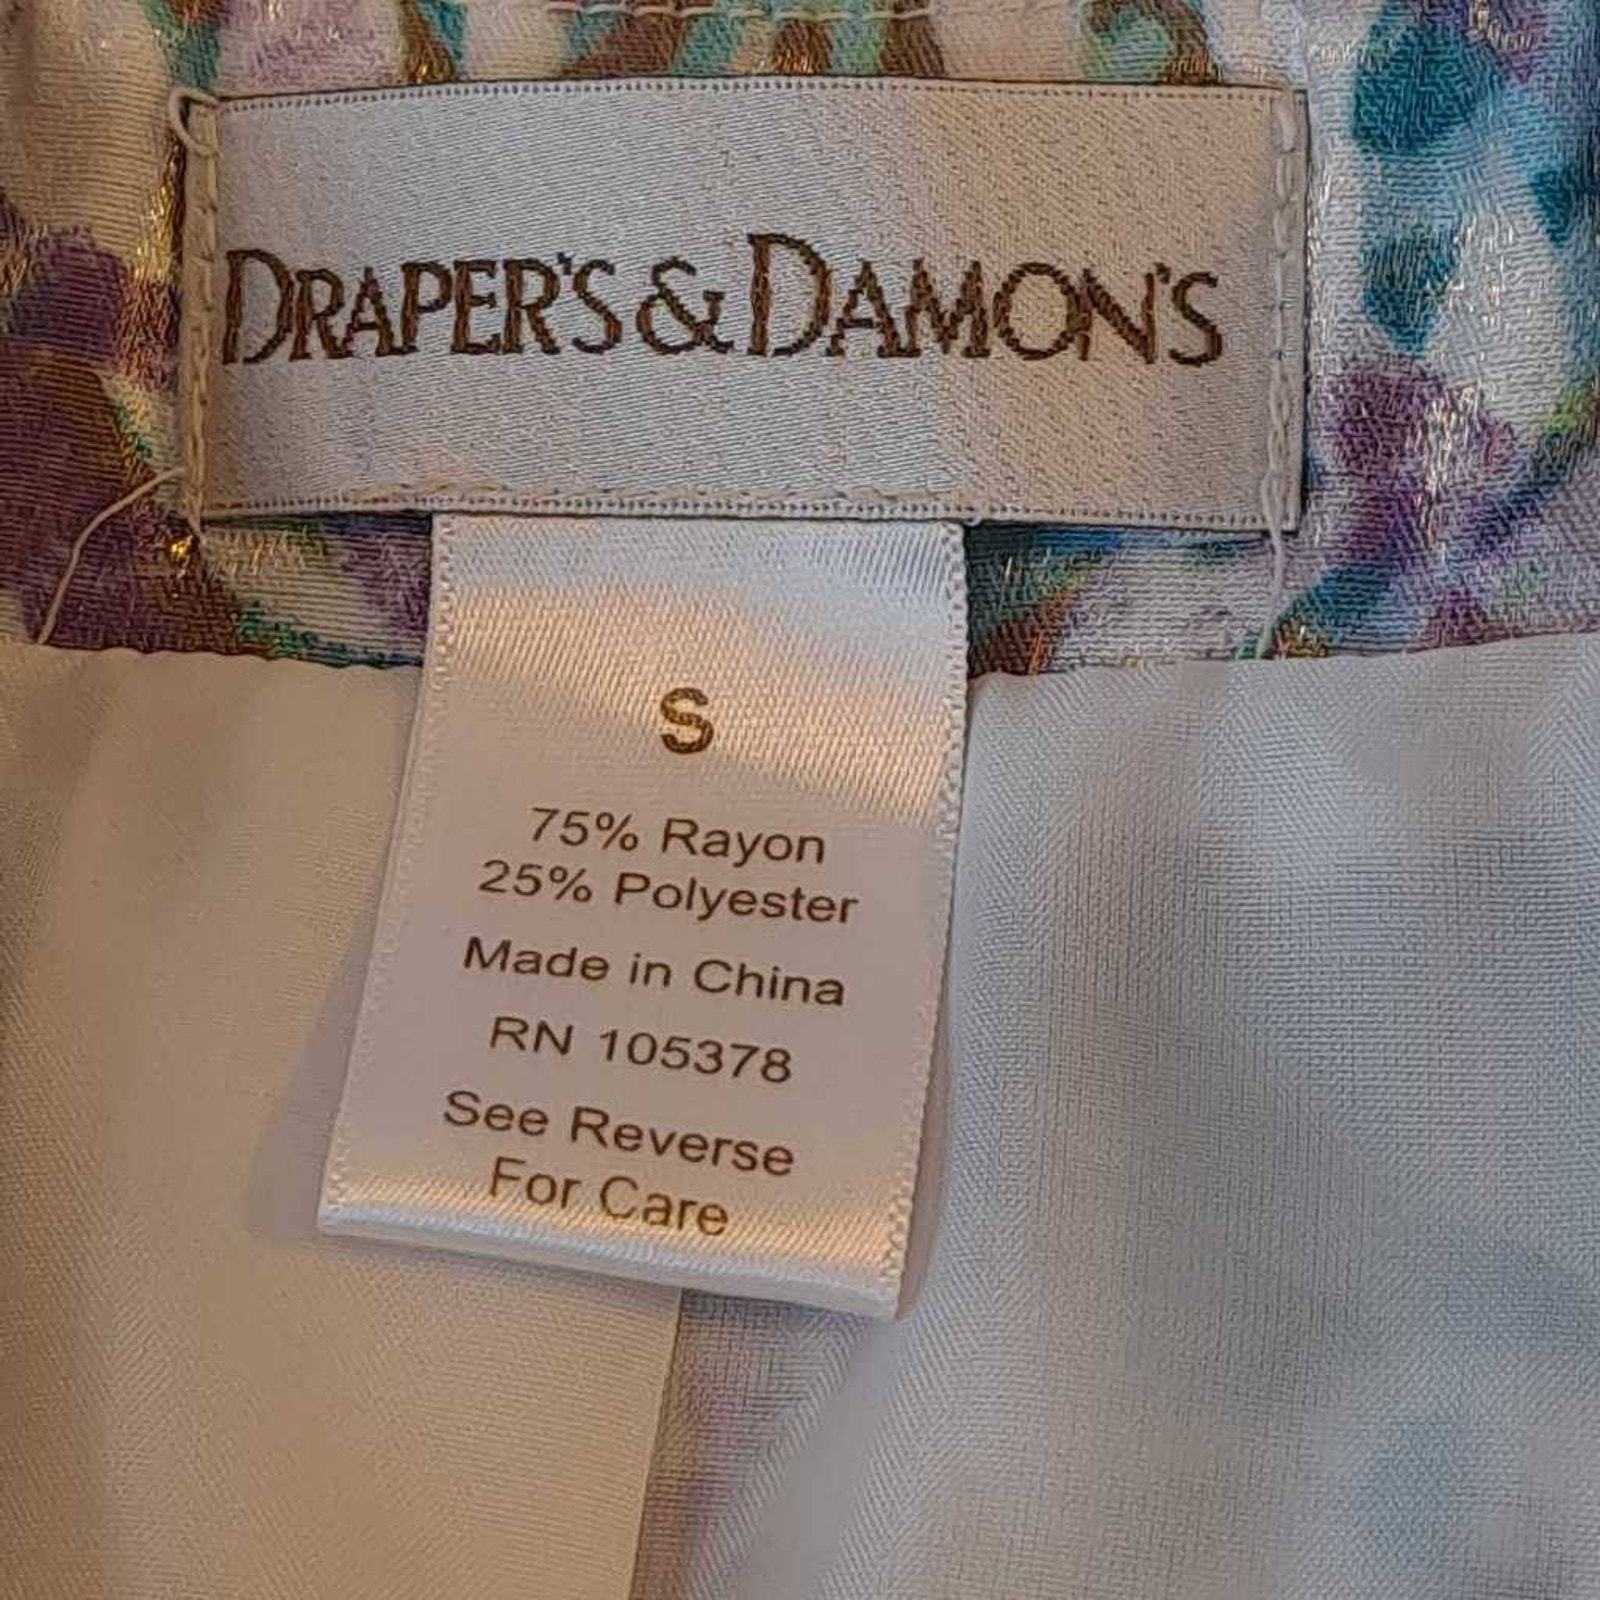 DRAPER'S & DAMON'S
S
75% Rayon
25% Polyester
Made in China
RN 105378
See Reverse
For Care